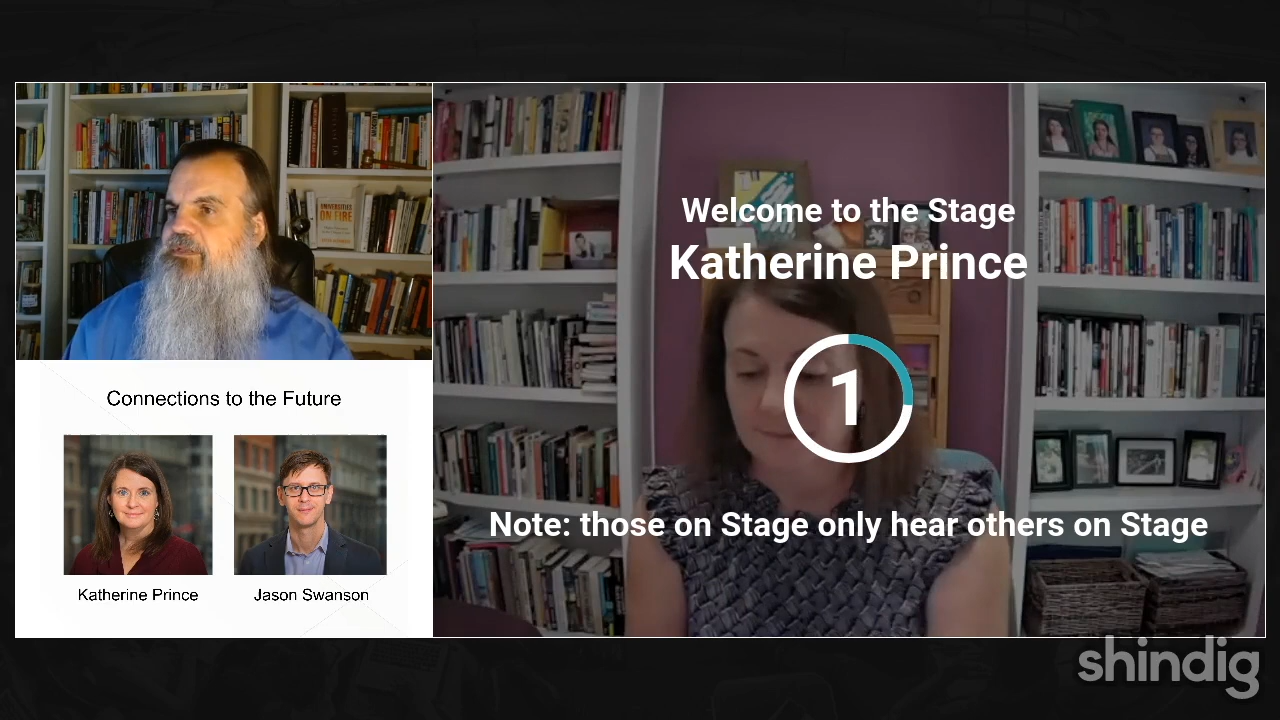 UNIVERSITIES
ON FIRE
Connections to the Future
Katherine Prince
Jason Swanson
Welcome to the Stage
Katherine Prince
1
Note: those on Stage only hear others on Stage
shindig